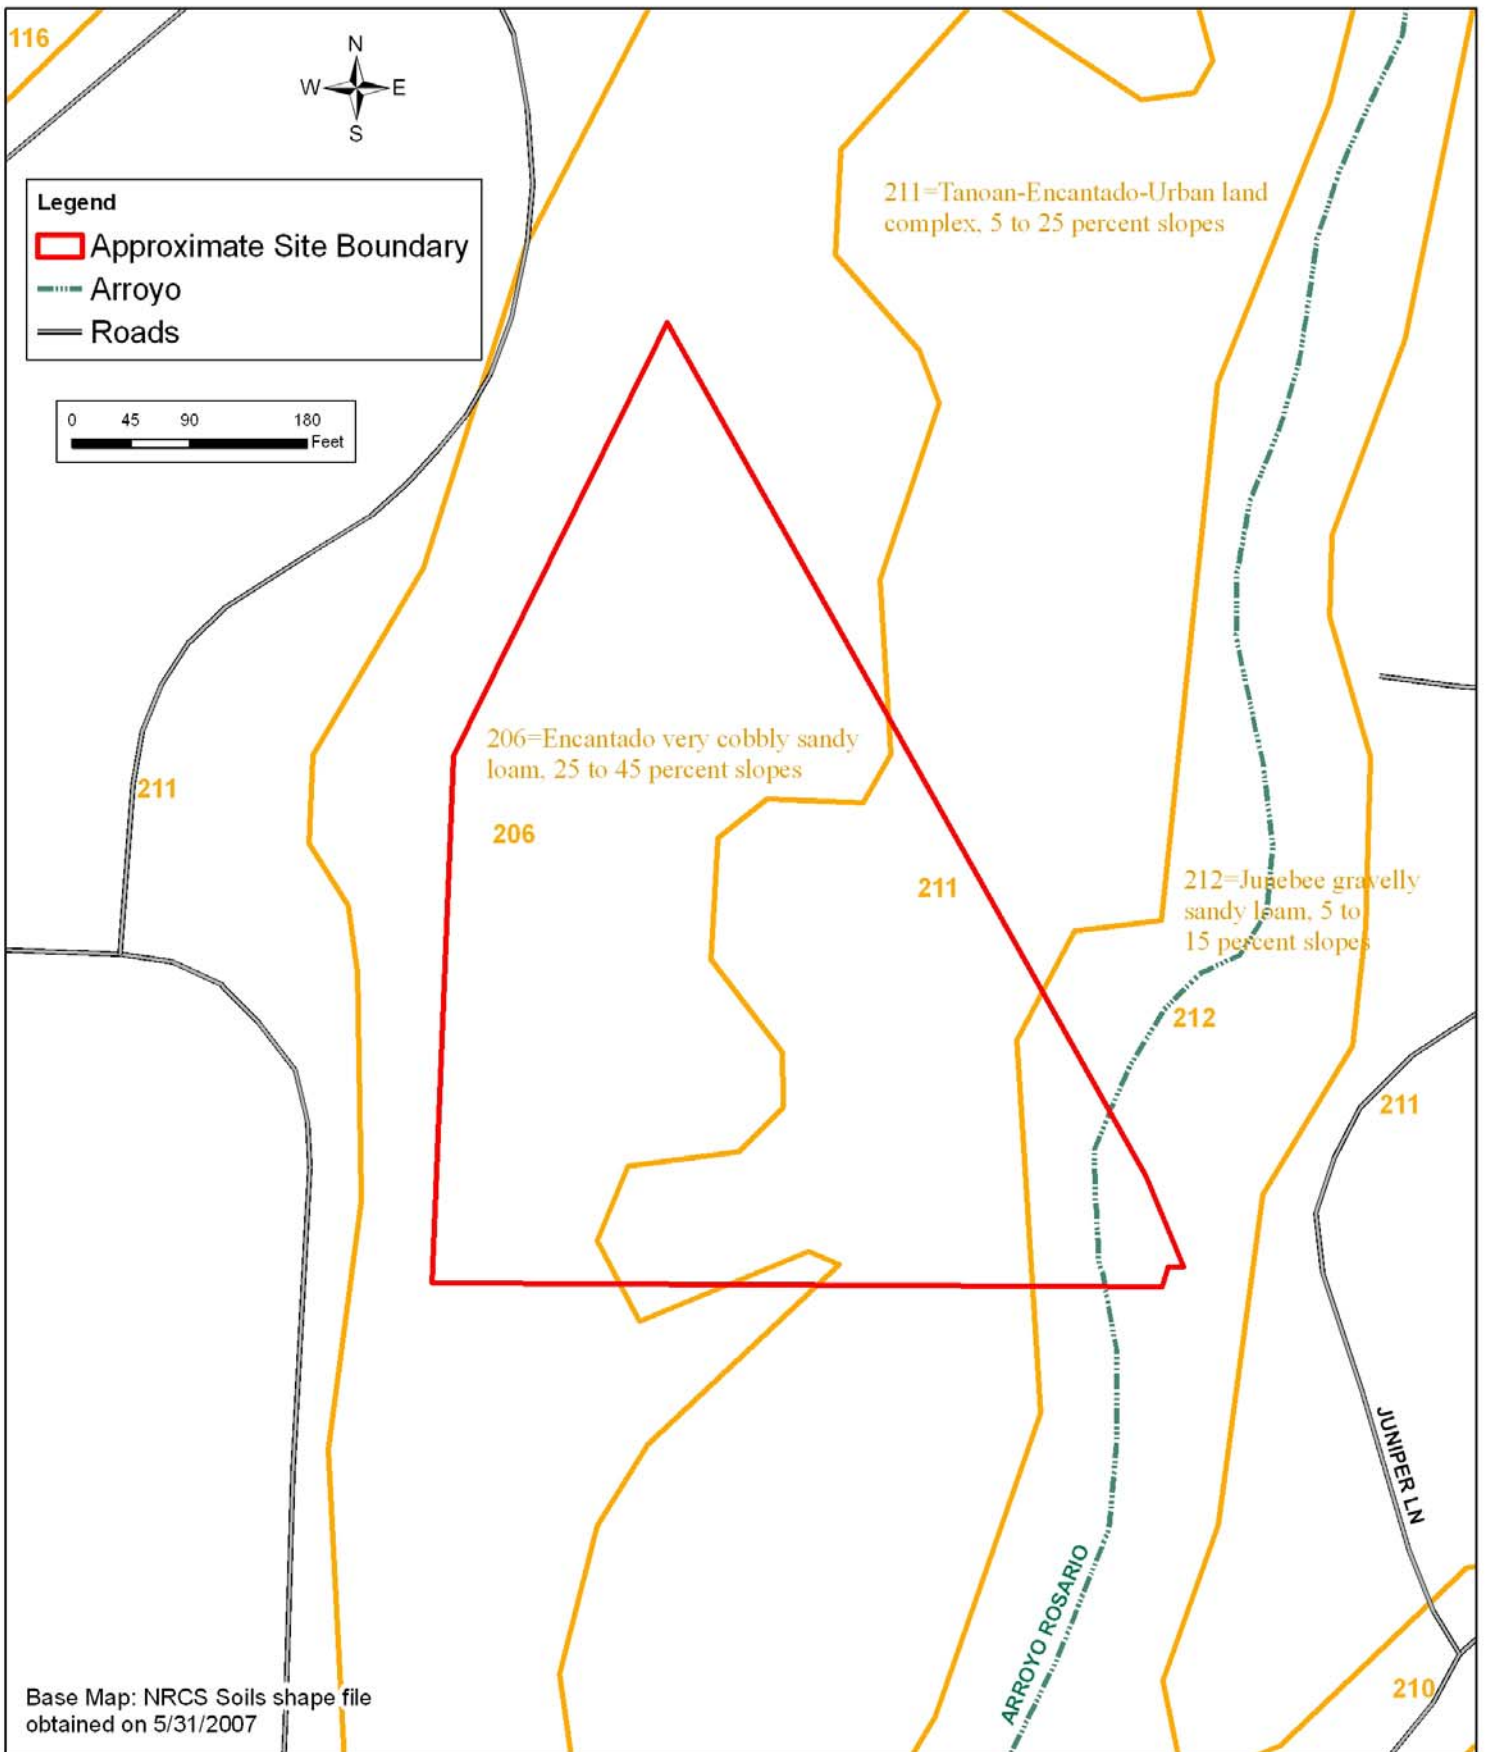 116
N
W E
S
Legend
Approximate Site Boundary
Arroyo
Roads
0 45 90 180
Feet
211=Tanoan-Encantado-Urban land
complex, 5 to 25 percent slopes
206=Encantado very cobbly sandy
loam, 25 to 45 percent slopes
211
206
211
212=Junebee gravelly
sandy loam, 5 to
15 percent slopes
212
211
JUNIPER LN
ARROYO ROSARIO
210
Base Map: NRCS Soils shape file
obtained on 5/31/2007